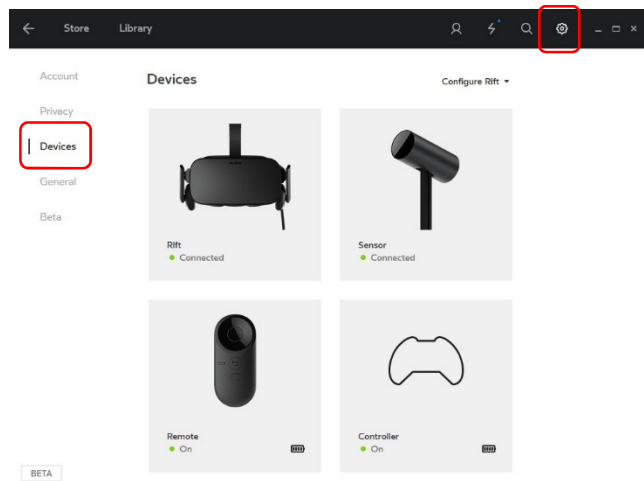 Store Library
Account
Privacy
Devices
General
Beta
Devices
Configure Rift
Rift
Connected
Sensor
Connected
Remote
On
Controller
On
BETA